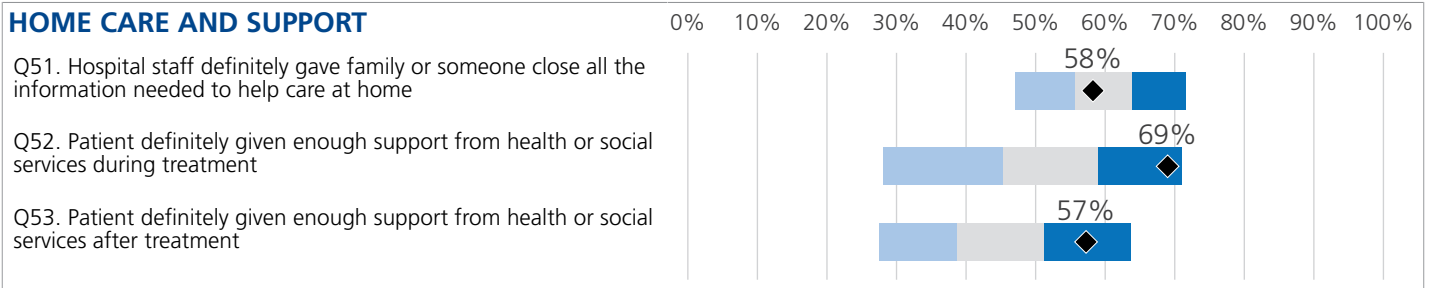 HOME CARE AND SUPPORT
0% 10% 20% 30% 40% 50% 60% 70% 80% 90% 100%
Q51. Hospital staff definitely gave family or someone close all the
information needed to help care at home
58%
Q52. Patient definitely given enough support from health or social
services during treatment
69%
Q53. Patient definitely given enough support from health or social
services after treatment
57%